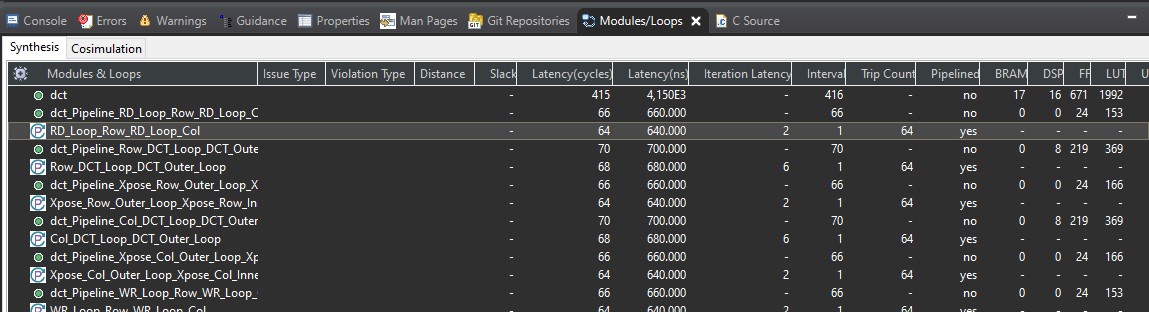 Console Errors Warnings Guidance Properties Man Pages Git Repositories Modules/Loops C Source
Synthesis Cosimulation
Modules & Loops Issue Type Violation Type Distance Slack Latency(cycles) Latency(ns) Iteration Latency Interval Trip Count Pipelined BRAM DSP FF LUT U
dct - 415 4,150E3 - 416 - no 17 16 671 1992
dct_Pipeline_RD_Loop_Row_RD_Loop_C - 66 660.000 - 66 - no 0 0 24 153
RD_Loop_Row_RD_Loop_Col - 64 640.000 2 1 64 yes - - - -
dct_Pipeline_Row_DCT_Loop_DCT_Oute - 70 700.000 - 70 - no 0 8 219 369
Row_DCT_Loop_DCT_Outer_Loop - 68 680.000 6 1 64 yes - - - -
dct_Pipeline_Xpose_Row_Outer_Loop_X - 66 660.000 - 66 - no 0 0 24 166
Xpose_Row_Outer_Loop_Xpose_Row_In - 64 640.000 2 1 64 yes - - - -
dct_Pipeline_Col_DCT_Loop_DCT_Outer - 70 700.000 - 70 - no 0 8 219 369
Col_DCT_Loop_DCT_Outer_Loop - 68 680.000 6 1 64 yes - - - -
dct_Pipeline_Xpose_Col_Outer_Loop_Xp - 66 660.000 - 66 - no 0 0 24 166
Xpose_Col_Outer_Loop_Xpose_Col_Inne - 64 640.000 2 1 64 yes - - - -
dct_Pipeline_WR_Loop_Row_WR_Loop_ - 66 660.000 - 66 - no 0 0 24 153
WR_Loop_Row_WR_Loop_Col - 64 640.000 2 1 64 yes - - - -